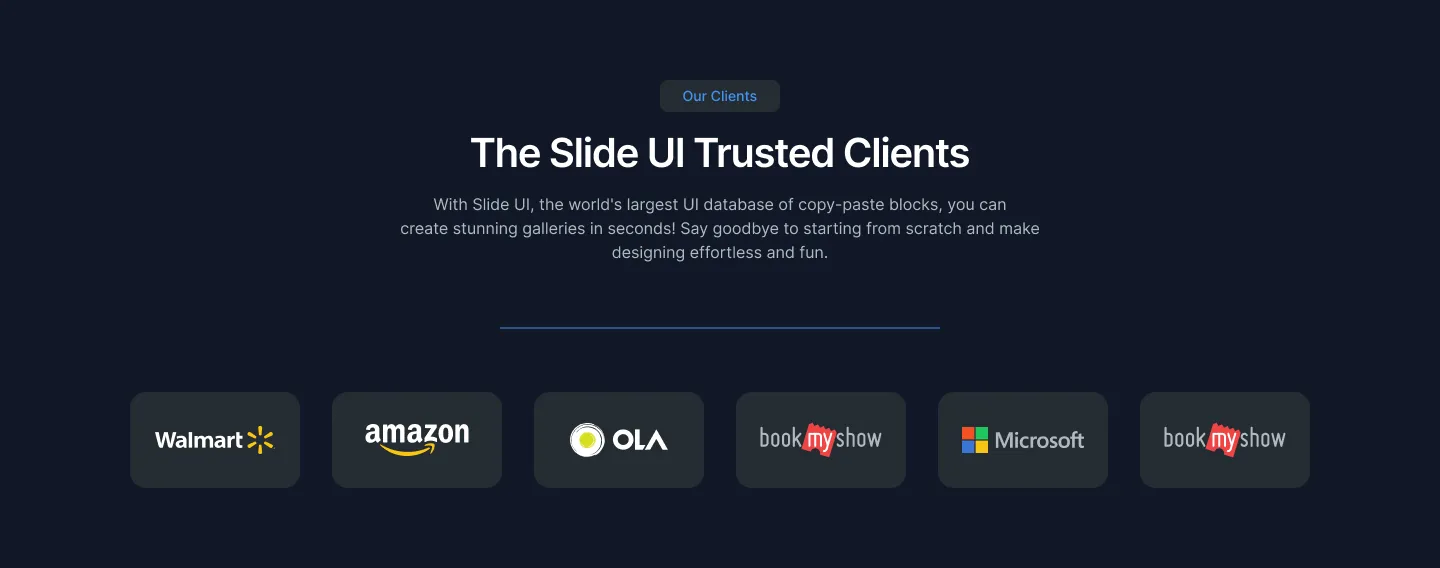 Our Clients
The Slide UI Trusted Clients
With Slide UI, the world's largest UI database of copy-paste blocks, you can
create stunning galleries in seconds! Say goodbye to starting from scratch and make
designing effortless and fun.
Walmart amazon OLA bookmyshow Microsoft bookmyshow